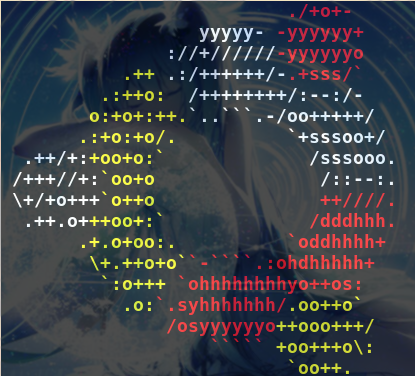 ./+o+-
yyyyy- -yyyyyy+
://+//////-yyyyyyo
.++ .:/++++++/-.+sss/`
.:++o: /++++++++/:--:/-
o:+o+:++.`..```.-/oo+++++/
.:+o:+o/. `+sssoo+/
.++/+:+oo+o:` /sssooo.
/+++//+:`oo+o /::--:.
\+/+o+++`o++o ++////.
.++.o+++oo+:` /dddhhh.
.+.o+oo:. `oddhhhh+
\+.++o+o``-````.:ohdhhhhh+
`:o+++ `ohhhhhhhhyo++os:
.o:`.syhhhhhhh/.oo++o`
/osyyyyyyo++ooo+++/
````` +oo+++o\:
`oo++.